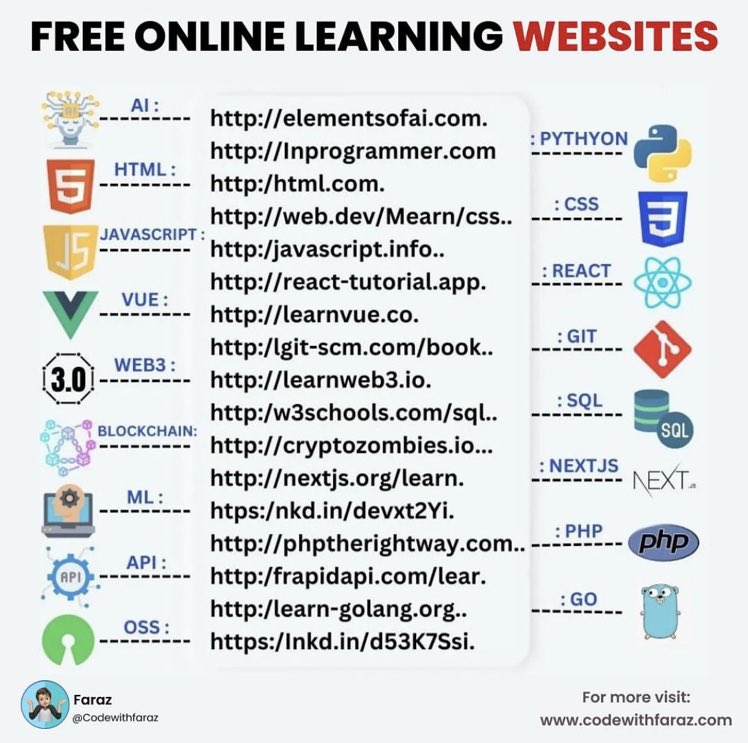 FREE ONLINE LEARNING WEBSITES
AI :
http://elementsofai.com.
: PYTHYON
http://Inprogrammer.com
HTML :
5
http:/html.com.
: CSS
3
http://web.dev/Mearn/css..
JAVASCRIPT :
JS
http:/javascript.info..
: REACT
http://react-tutorial.app.
VUE :
http://learnvue.co.
: GIT
http:/lgit-scm.com/book..
WEB3 :
3.0
http://learnweb3.io.
: SQL
SQL
http:/w3schools.com/sql..
BLOCKCHAIN:
http://cryptozombies.io...
: NEXTJS
NEXT.JS
http://nextjs.org/learn.
ML :
htps:/nkd.in/devxt2Yi.
: PHP
php
http://phptherightway.com..
API :
API
http:/frapidapi.com/lear.
: GO
http:/learn-golang.org..
OSS :
https:/Inkd.in/d53K7Ssi.
Faraz
@Codewithfaraz
For more visit:
www.codewithfaraz.com